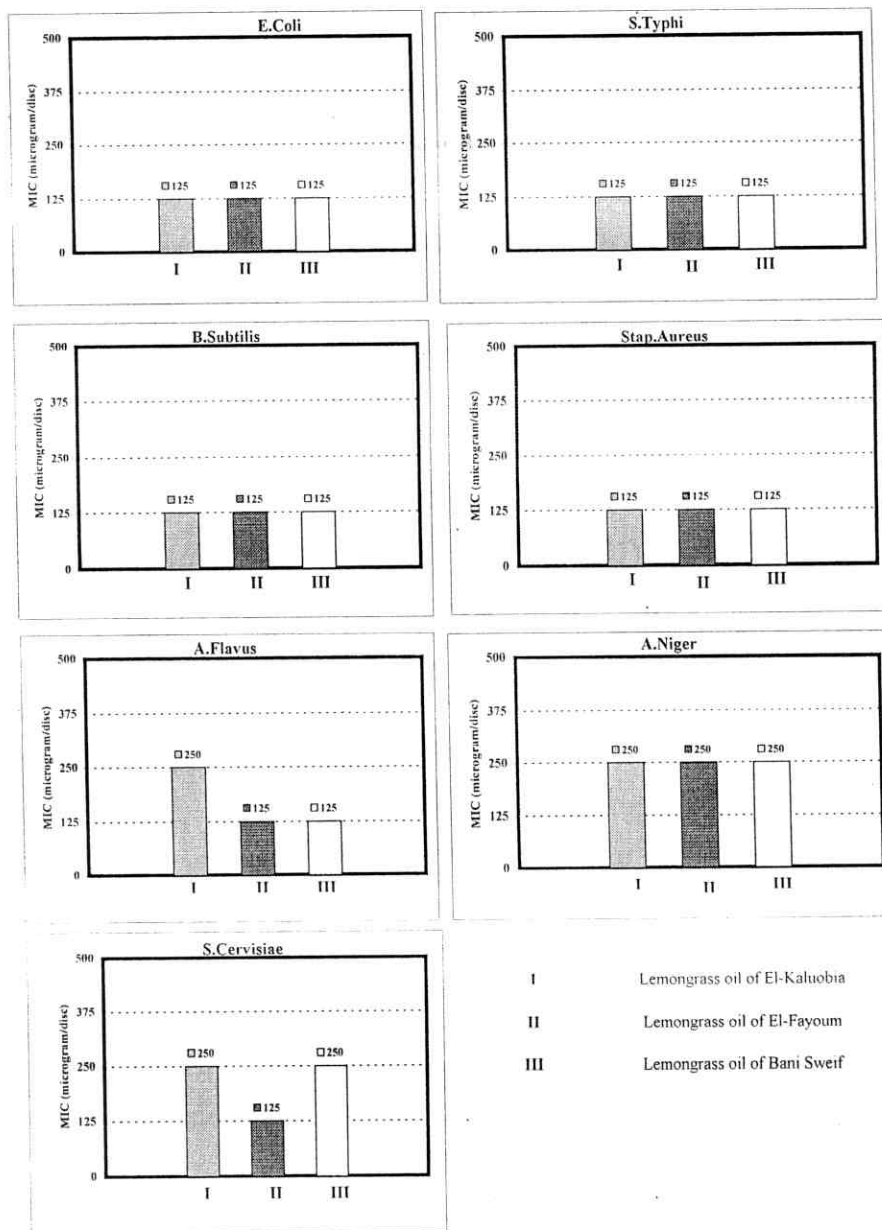 E.Coli
MIC (microgram/disc)
500
375
250
125
0
125 125 125
I II III
S.Typhi
MIC (microgram/disc)
500
375
250
125
0
125 125 125
I II III
B.Subtilis
MIC (microgram/disc)
500
375
250
125
0
125 125 125
I II III
Stap.Aureus
MIC (microgram/disc)
500
375
250
125
0
125 125 125
I II III
A.Flavus
MIC (microgram/disc)
500
375
250
125
0
250 125 125
I II III
A.Niger
MIC (microgram/disc)
500
375
250
125
0
250 250 250
I II III
S.Cervisiae
MIC (microgram/disc)
500
375
250
125
0
250 125 250
I II III
I Lemongrass oil of El-Kaluobia
II Lemongrass oil of El-Fayoum
III Lemongrass oil of Bani Sweif